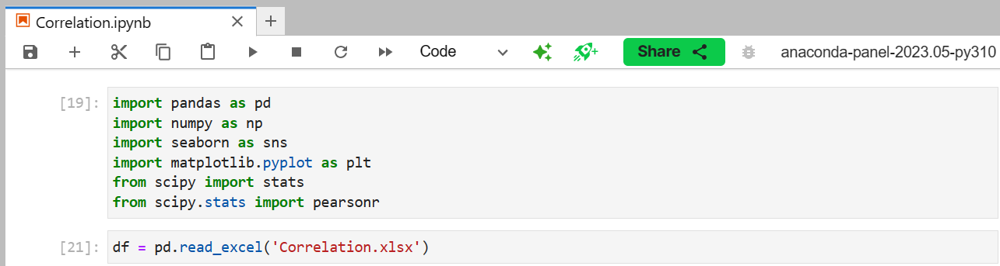 Correlation.ipynb
Code
Share
anaconda-panel-2023.05-py310
[19]:
import pandas as pd
import numpy as np
import seaborn as sns
import matplotlib.pyplot as plt
from scipy import stats
from scipy.stats import pearsonr
[21]:
df = pd.read_excel('Correlation.xlsx')